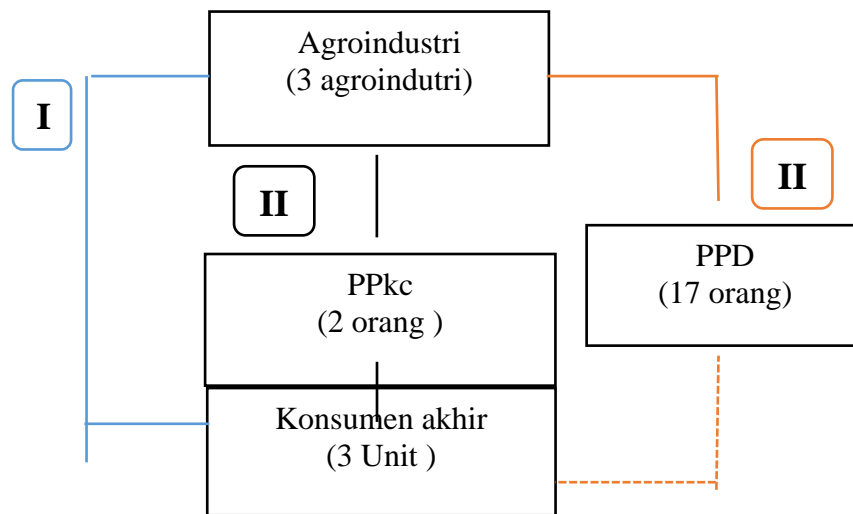 Agroindustri
(3 agroindutri)
I
II
II
PPkc
(2 orang )
PPD
(17 orang)
Konsumen akhir
(3 Unit )